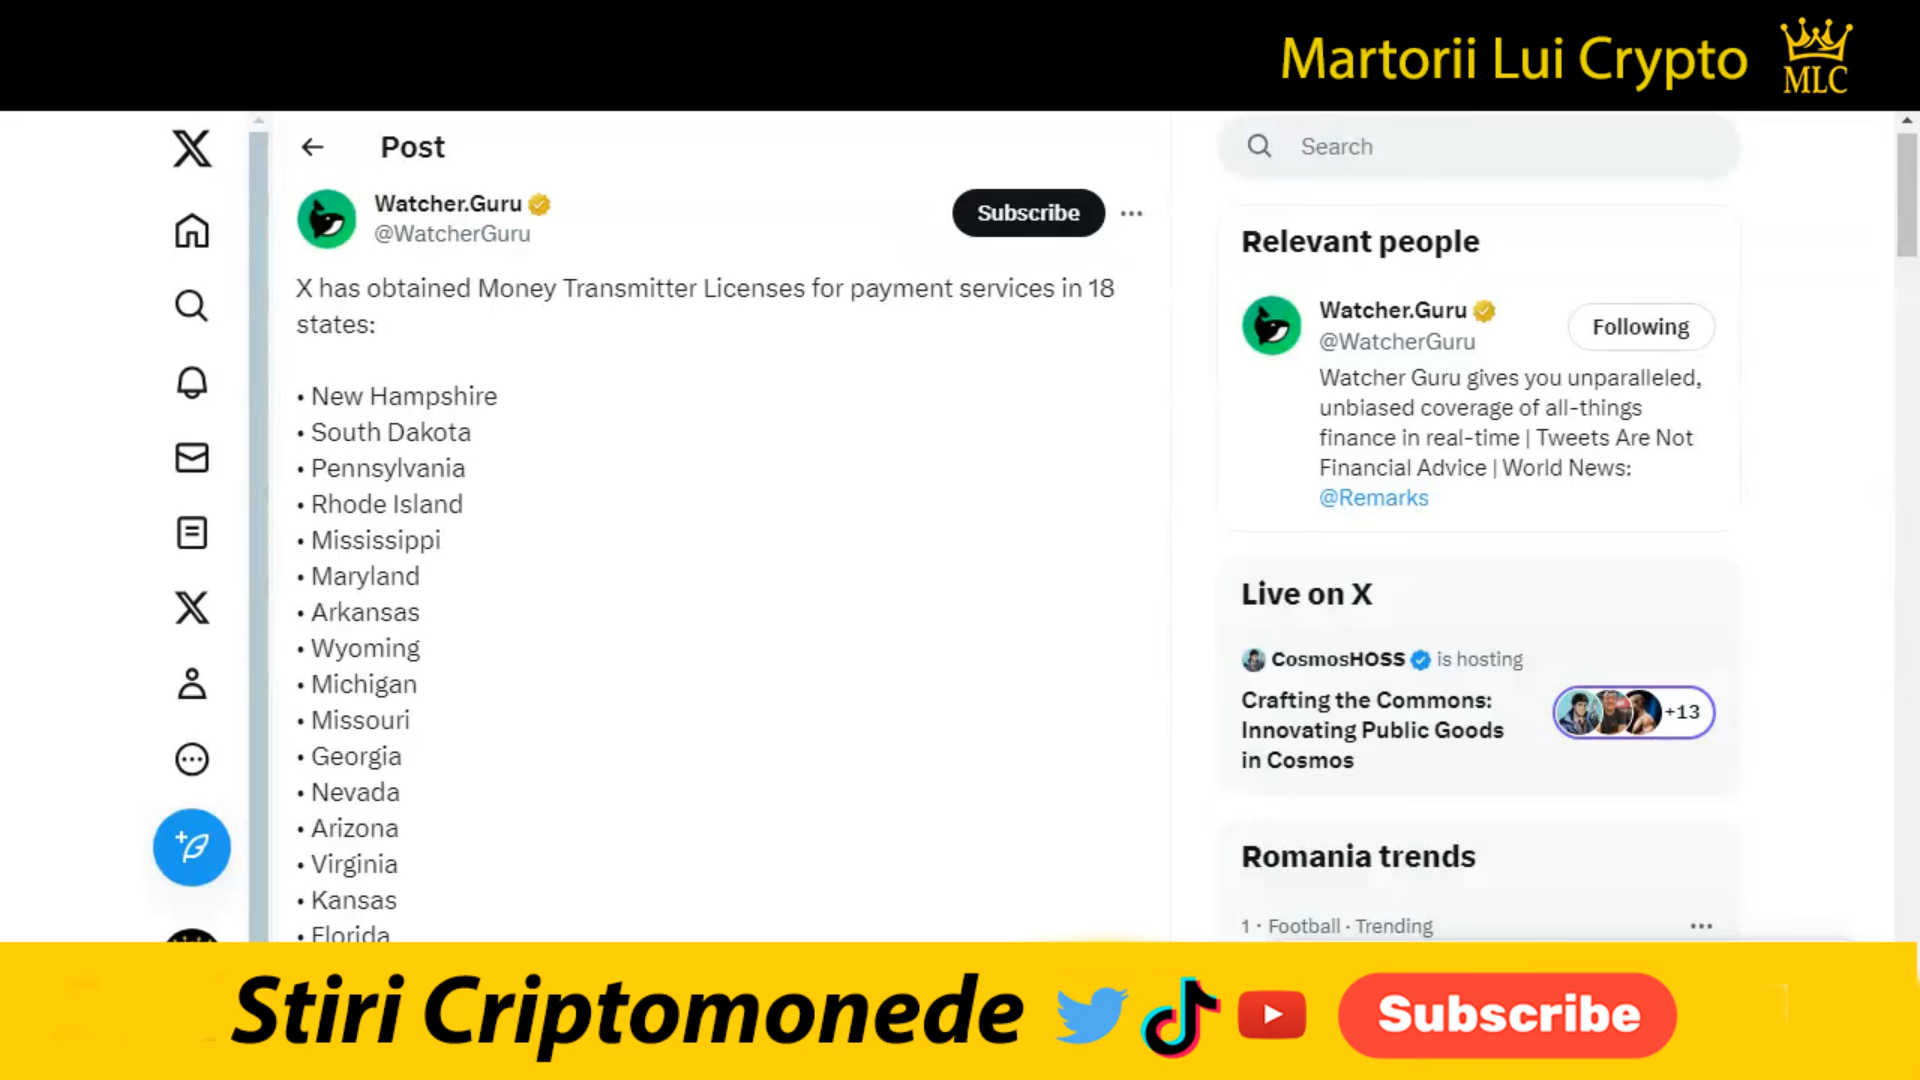 Martorii Lui Crypto
MLC
Post
Watcher.Guru
@WatcherGuru
Subscribe
X has obtained Money Transmitter Licenses for payment services in 18
states:
• New Hampshire
• South Dakota
• Pennsylvania
• Rhode Island
• Mississippi
• Maryland
• Arkansas
• Wyoming
• Michigan
• Missouri
• Georgia
• Nevada
• Arizona
• Virginia
• Kansas
• Florida
Search
Relevant people
Watcher.Guru
@WatcherGuru
Following
Watcher Guru gives you unparalleled,
unbiased coverage of all-things
finance in real-time | Tweets Are Not
Financial Advice | World News:
@Remarks
Live on X
CosmosHOSS is hosting
Crafting the Commons:
Innovating Public Goods
in Cosmos
+13
Romania trends
1 · Football · Trending
Stiri Criptomonede
Subscribe